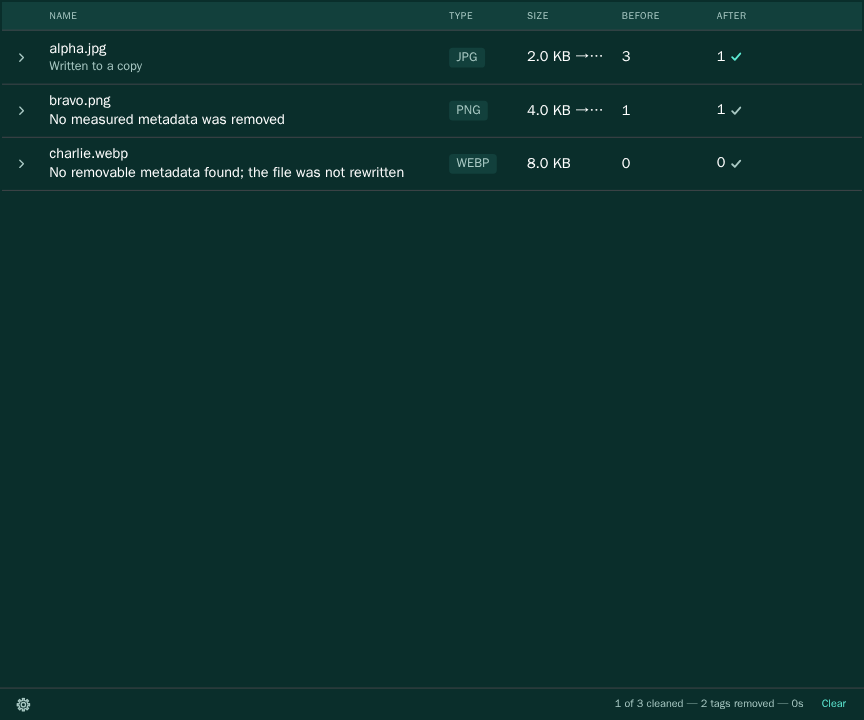 NAME TYPE SIZE BEFORE AFTER
alpha.jpg JPG 2.0 KB →··· 3 1
Written to a copy
bravo.png PNG 4.0 KB →··· 1 1
No measured metadata was removed
charlie.webp WEBP 8.0 KB 0 0
No removable metadata found; the file was not rewritten
1 of 3 cleaned — 2 tags removed — 0s Clear